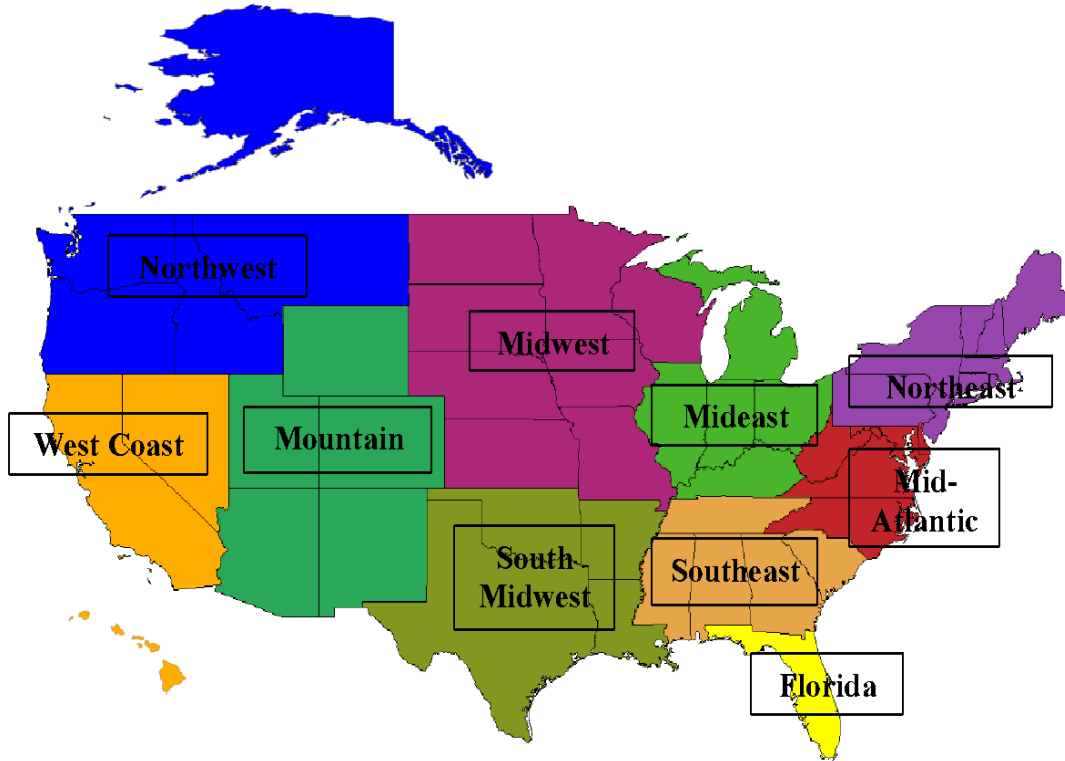 Northwest
Midwest
Northeast
Mideast
West Coast
Mountain
Mid-
Atlantic
South
Midwest
Southeast
Florida